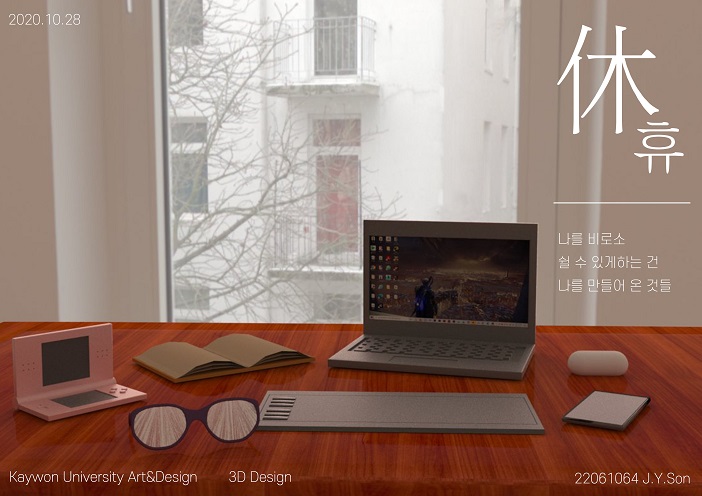 2020.10.28
休
휴
나를 비로소
쉴 수 있게하는 건
나를 만들어 온 것들
Kaywon University Art&Design 3D Design
22061064 J.Y.Son